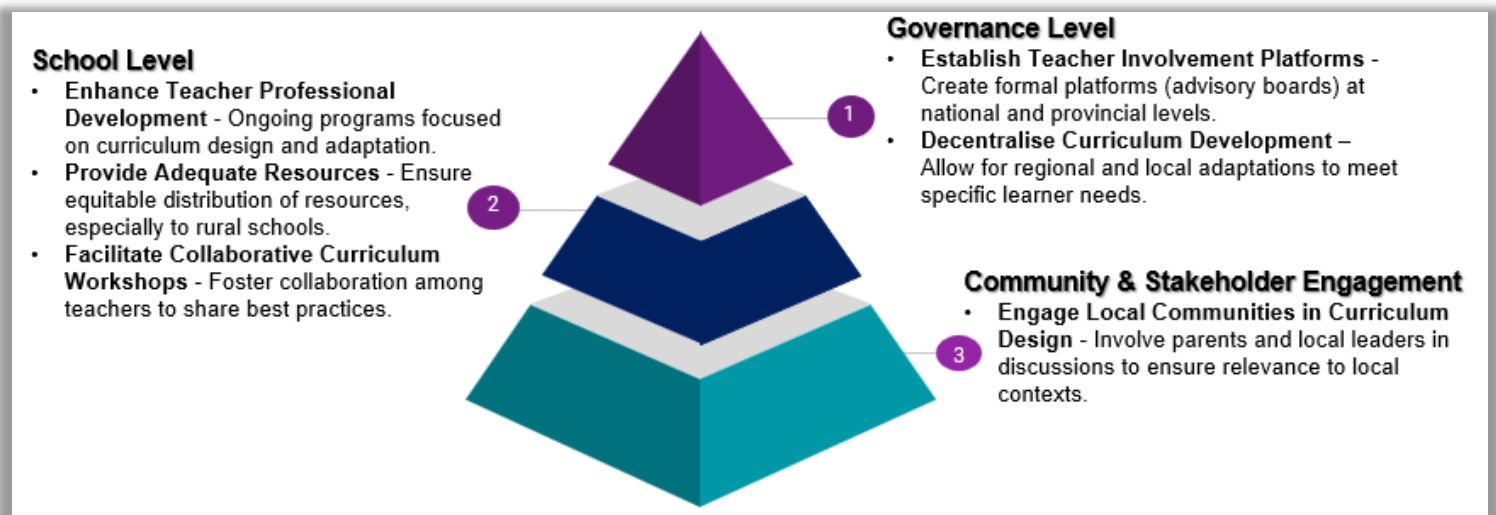 School Level
• Enhance Teacher Professional
Development - Ongoing programs focused
on curriculum design and adaptation.
• Provide Adequate Resources - Ensure
equitable distribution of resources,
especially to rural schools.
• Facilitate Collaborative Curriculum
Workshops - Foster collaboration among
teachers to share best practices.
2
1
Governance Level
• Establish Teacher Involvement Platforms -
Create formal platforms (advisory boards) at
national and provincial levels.
• Decentralise Curriculum Development –
Allow for regional and local adaptations to meet
specific learner needs.
3
Community & Stakeholder Engagement
• Engage Local Communities in Curriculum
Design - Involve parents and local leaders in
discussions to ensure relevance to local
contexts.